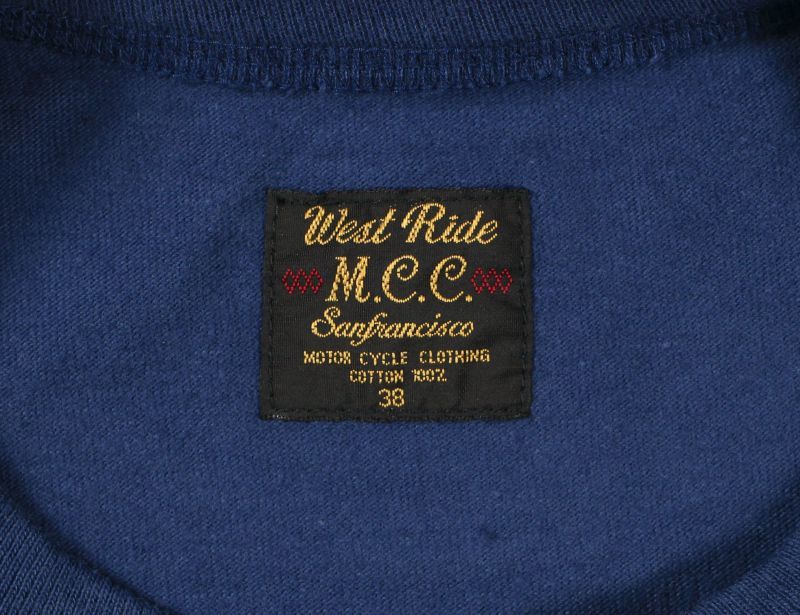 West Ride
M.C.C.
Sanfrancisco
MOTOR CYCLE CLOTHING
COTTON 100%
38